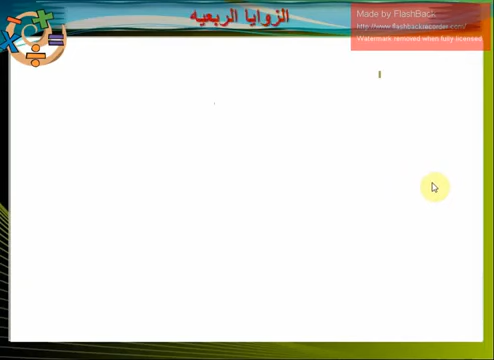 الزوايا الربعيه
Made by FlashBack
http://www.flashbackrecorder.com/
Watermark removed when fully licensed